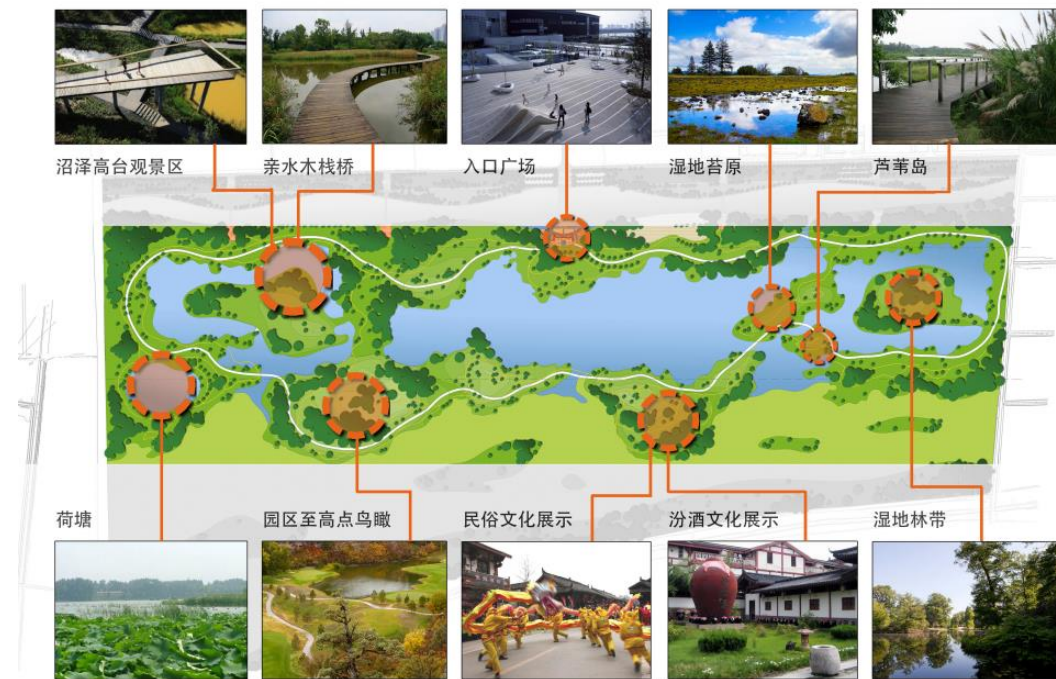 沼泽高台观景区
亲水木栈桥
入口广场
湿地苔原
芦苇岛
荷塘
园区至高点鸟瞰
民俗文化展示
汾酒文化展示
湿地林带